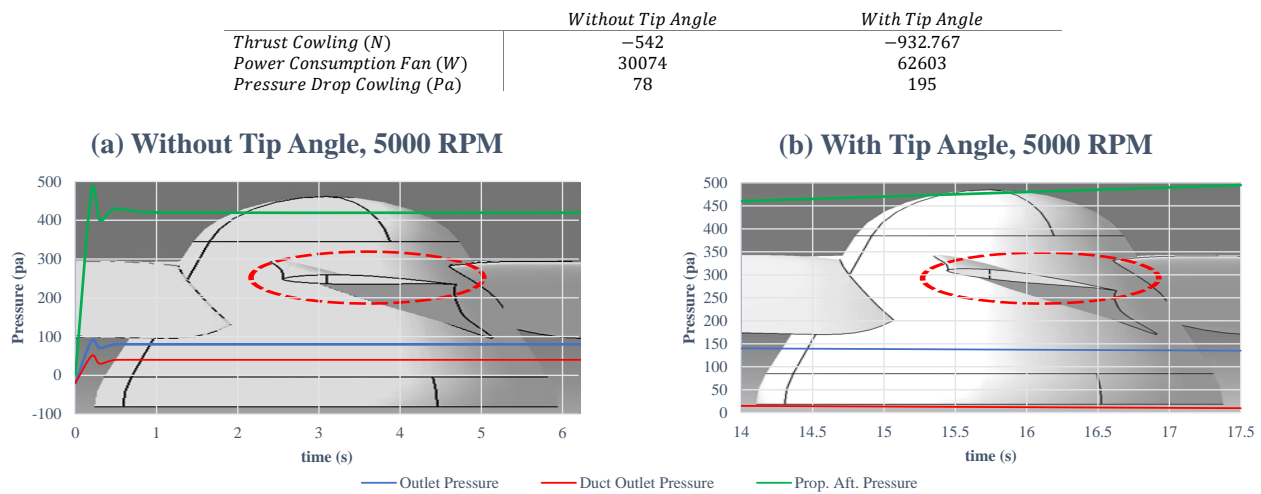 Without Tip Angle With Tip Angle
Thrust Cowling (N) −542 −932.767
Power Consumption Fan (W) 30074 62603
Pressure Drop Cowling (Pa) 78 195
(a) Without Tip Angle, 5000 RPM
(b) With Tip Angle, 5000 RPM
Pressure (pa)
500
400
300
200
100
0
-100
0 1 2 3 4 5 6
time (s)
Pressure (pa)
500
450
400
350
300
250
200
150
100
50
0
14 14.5 15 15.5 16 16.5 17 17.5
time (s)
Outlet Pressure Duct Outlet Pressure Prop. Aft. Pressure